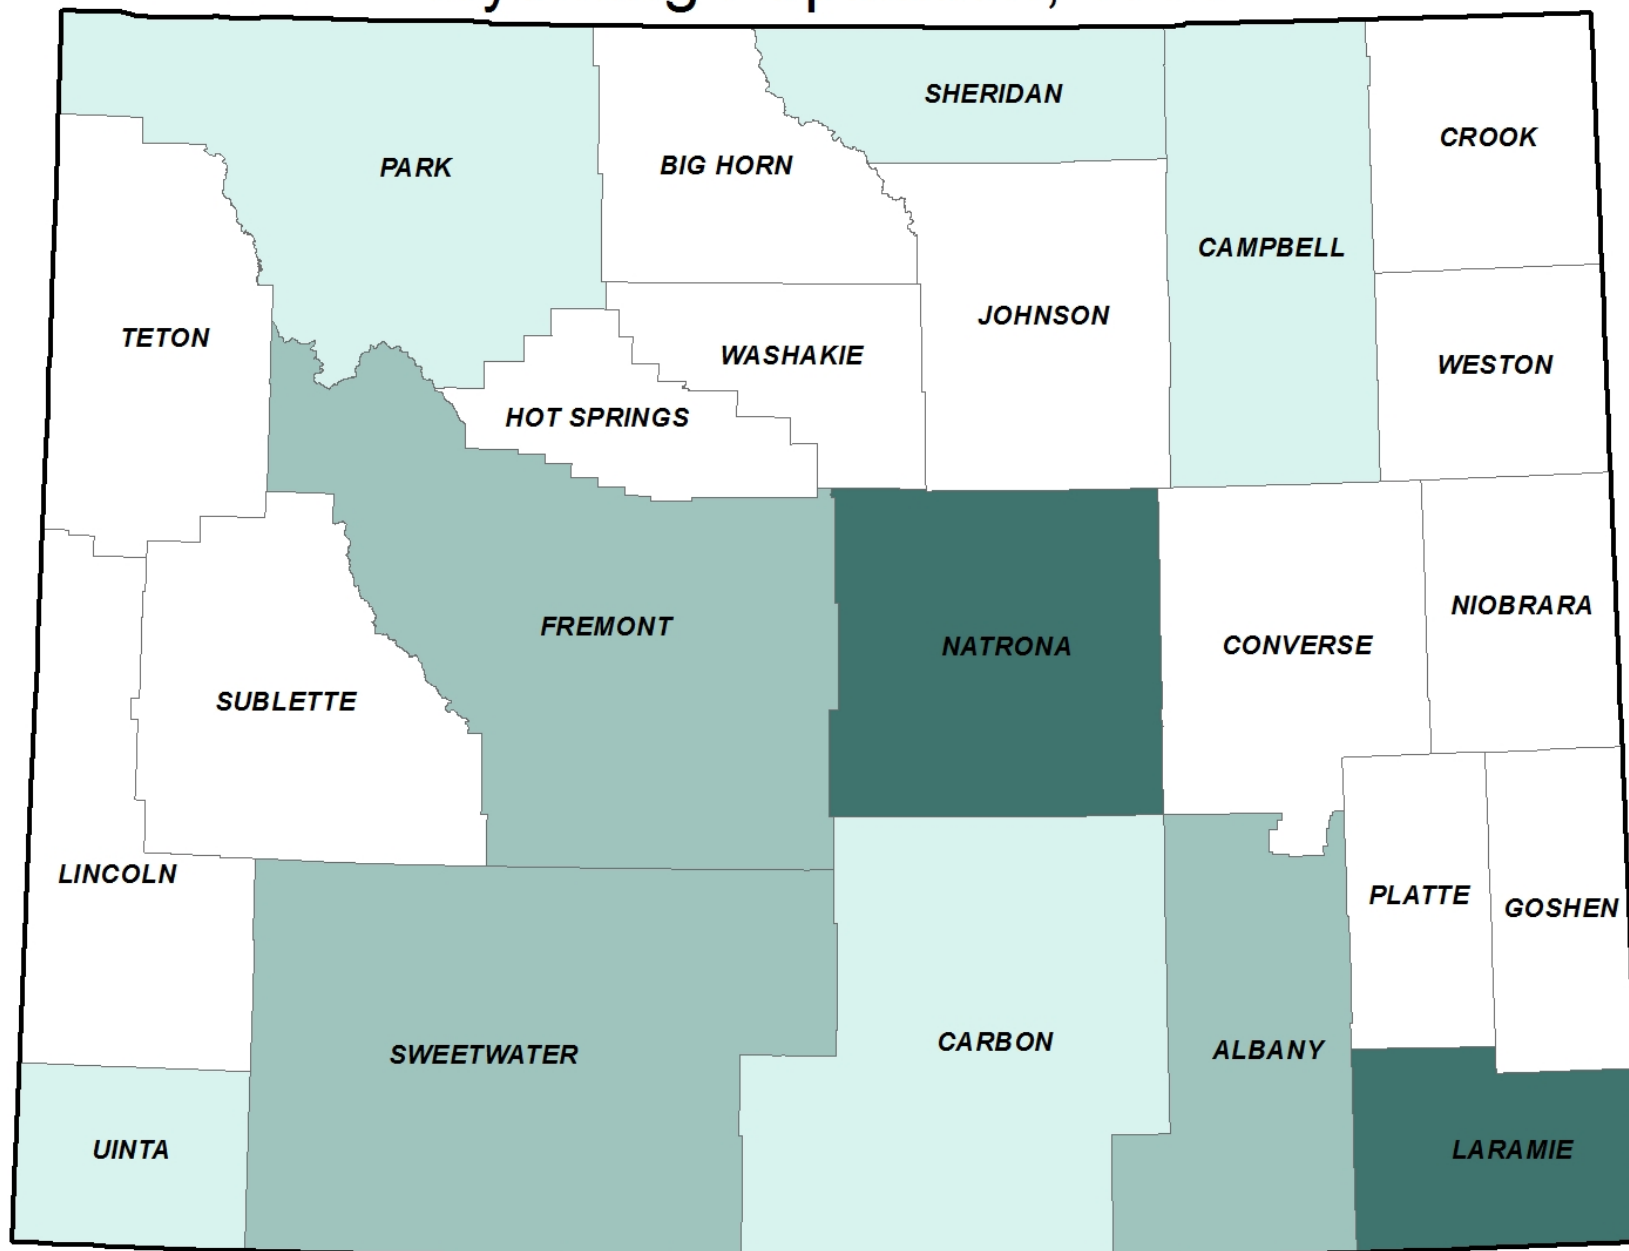 SHERIDAN
CROOK
PARK
BIG HORN
CAMPBELL
JOHNSON
TETON
WASHAKIE
WESTON
HOT SPRINGS
NIOBRARA
FREMONT
NATRONA
CONVERSE
SUBLETTE
LINCOLN
PLATTE
GOSHEN
CARBON
ALBANY
SWEETWATER
UINTA
LARAMIE